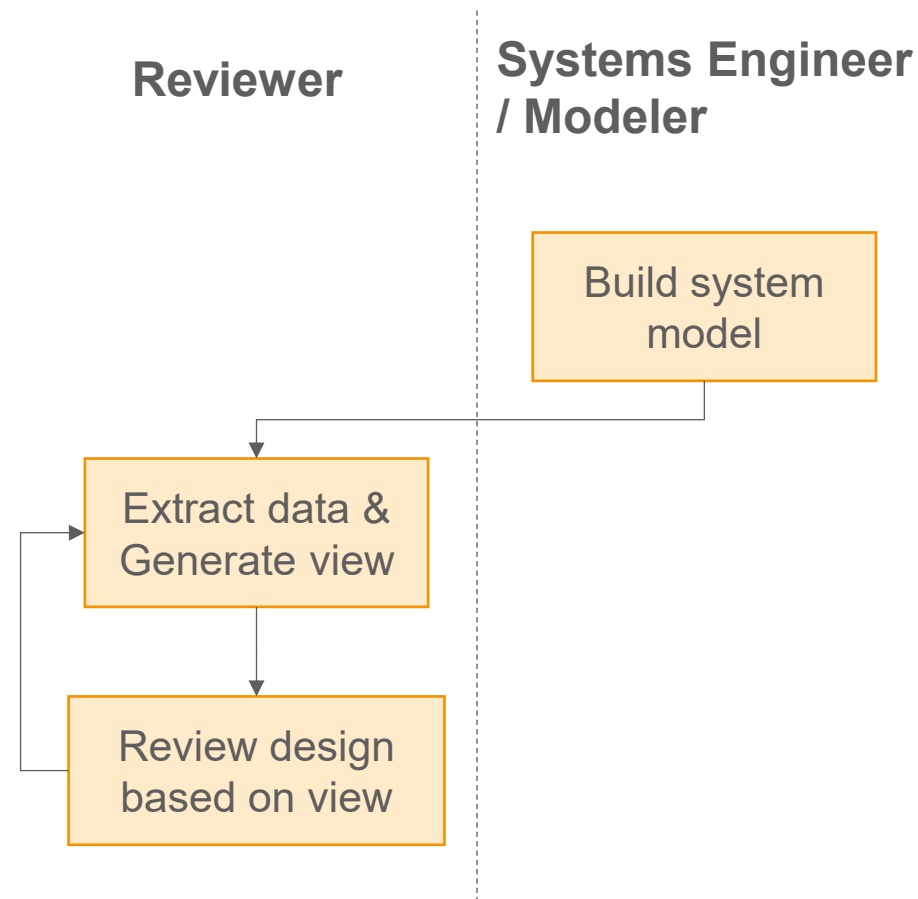 Reviewer
Systems Engineer
/ Modeler
Build system
model
Extract data &
Generate view
Review design
based on view